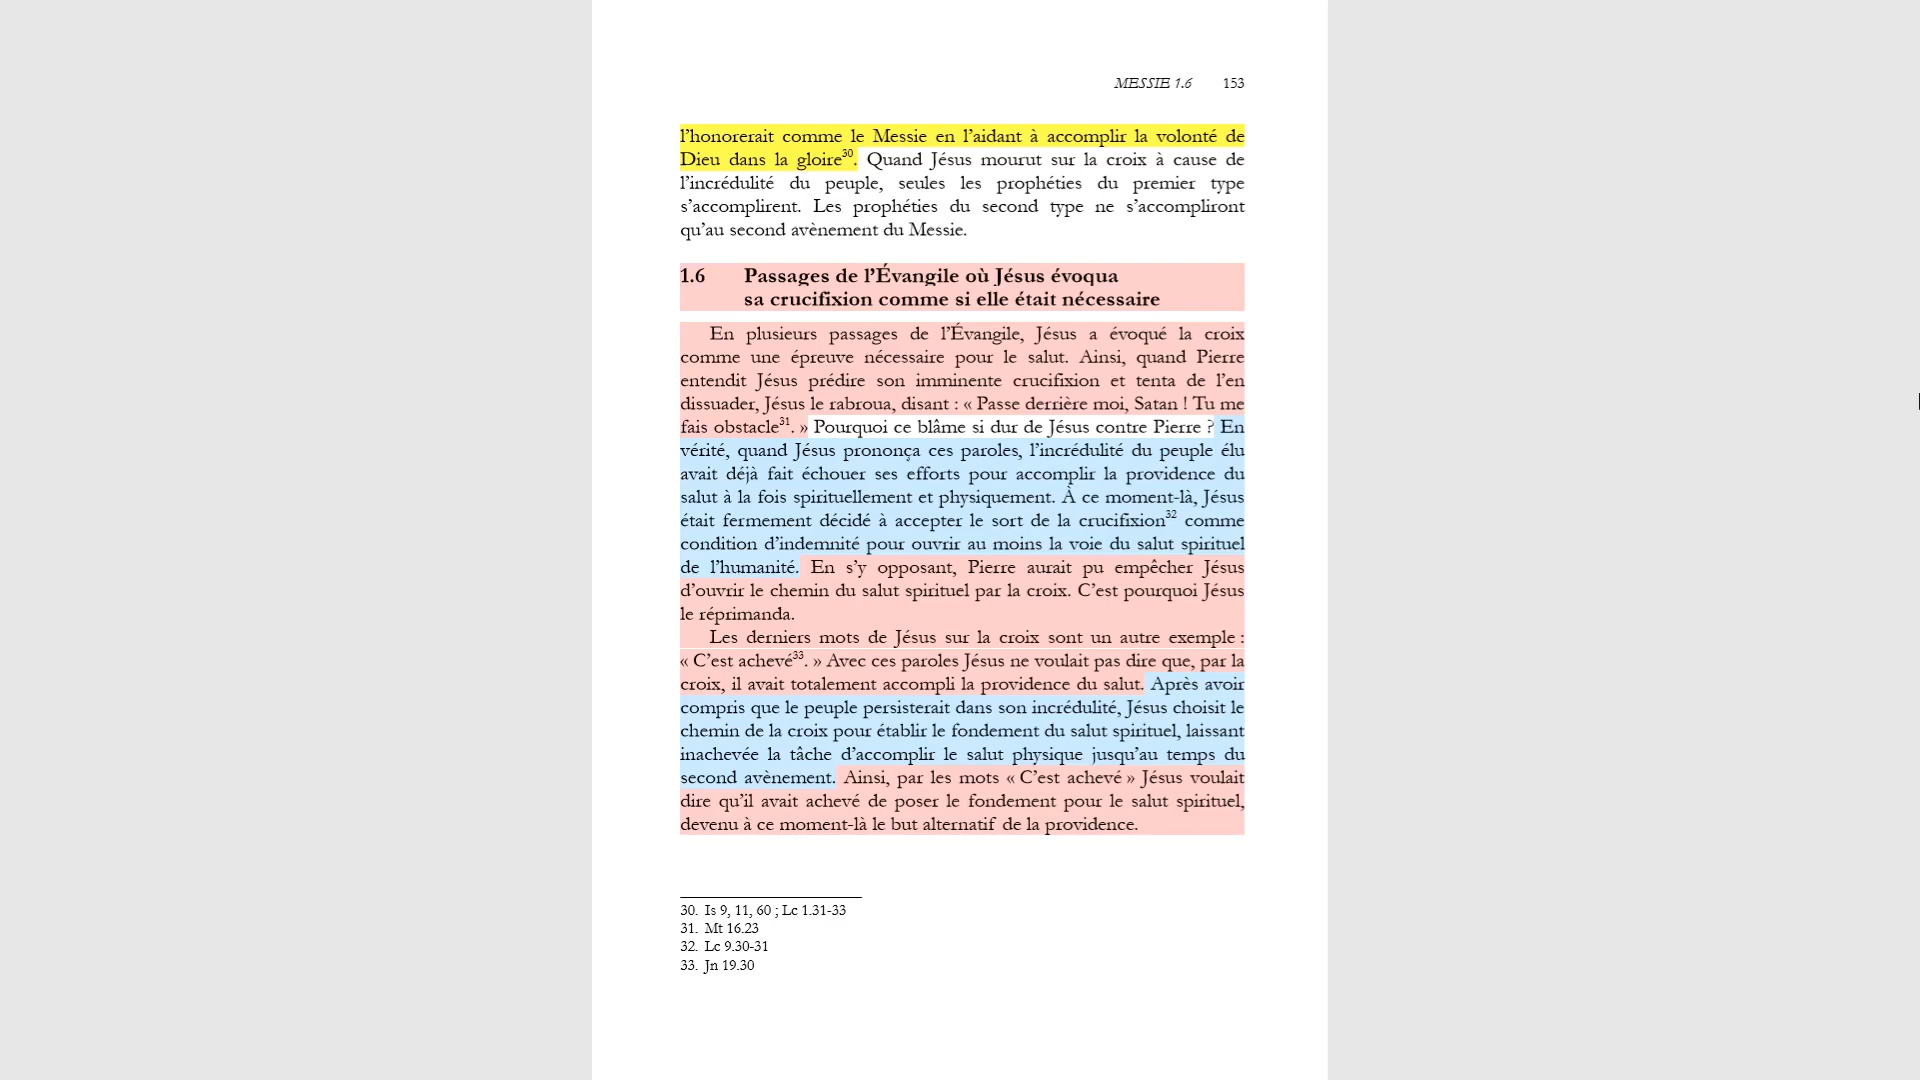 MESSIE 1.6 153
l’honorerait comme le Messie en l’aidant à accomplir la volonté de
Dieu dans la gloire30. Quand Jésus mourut sur la croix à cause de
l’incrédulité du peuple, seules les prophéties du premier type
s’accomplirent. Les prophéties du second type ne s’accompliront
qu’au second avènement du Messie.
1.6 Passages de l’Évangile où Jésus évoqua
sa crucifixion comme si elle était nécessaire
En plusieurs passages de l’Évangile, Jésus a évoqué la croix
comme une épreuve nécessaire pour le salut. Ainsi, quand Pierre
entendit Jésus prédire son imminente crucifixion et tenta de l’en
dissuader, Jésus le rabroua, disant : « Passe derrière moi, Satan ! Tu me
fais obstacle31. » Pourquoi ce blâme si dur de Jésus contre Pierre ? En
vérité, quand Jésus prononça ces paroles, l’incrédulité du peuple élu
avait déjà fait échouer ses efforts pour accomplir la providence du
salut à la fois spirituellement et physiquement. À ce moment-là, Jésus
était fermement décidé à accepter le sort de la crucifixion32 comme
condition d’indemnité pour ouvrir au moins la voie du salut spirituel
de l’humanité. En s’y opposant, Pierre aurait pu empêcher Jésus
d’ouvrir le chemin du salut spirituel par la croix. C’est pourquoi Jésus
le réprimanda.
Les derniers mots de Jésus sur la croix sont un autre exemple :
« C’est achevé33. » Avec ces paroles Jésus ne voulait pas dire que, par la
croix, il avait totalement accompli la providence du salut. Après avoir
compris que le peuple persisterait dans son incrédulité, Jésus choisit le
chemin de la croix pour établir le fondement du salut spirituel, laissant
inachevée la tâche d’accomplir le salut physique jusqu’au temps du
second avènement. Ainsi, par les mots « C’est achevé » Jésus voulait
dire qu’il avait achevé de poser le fondement pour le salut spirituel,
devenu à ce moment-là le but alternatif de la providence.
30. Is 9, 11, 60 ; Lc 1.31-33
31. Mt 16.23
32. Lc 9.30-31
33. Jn 19.30